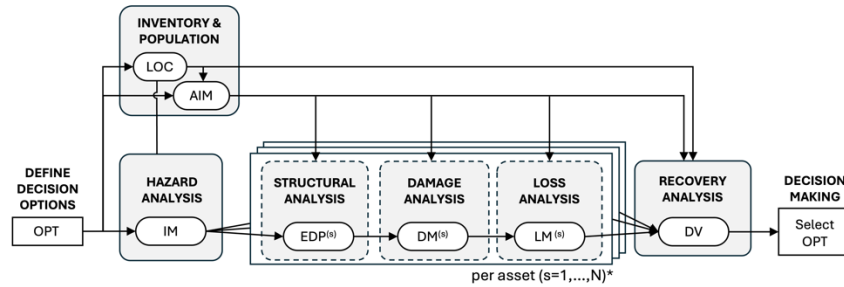 INVENTORY &
POPULATION
LOC
AIM
DEFINE
DECISION
OPTIONS
OPT
HAZARD
ANALYSIS
IM
STRUCTURAL
ANALYSIS
EDP(s)
DAMAGE
ANALYSIS
DM(s)
LOSS
ANALYSIS
LM(s)
RECOVERY
ANALYSIS
DV
DECISION
MAKING
Select
OPT
per asset (s=1,...,N)*